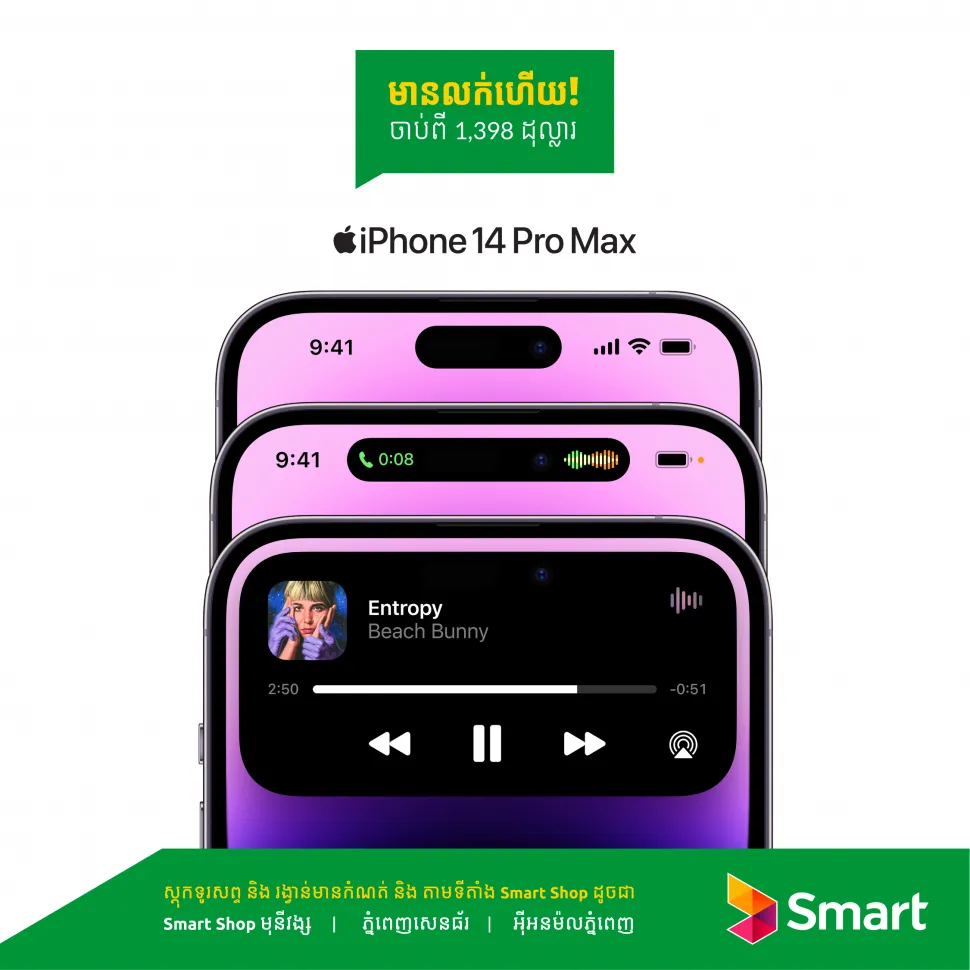 មានលក់ហើយ!
ចាប់ពី 1,398 ដុល្លារ
iPhone 14 Pro Max
9:41
9:41 0:08
Entropy
Beach Bunny
2:50 -0:51
ស្តុកទូរសព្ទ និង រង្វាន់មានកំណត់ និង តាមទីតាំង Smart Shop ដូចជា
Smart Shop មុនីវង្ស | ភ្នំពេញសេនធ័រ | អ៊ីអនម៉លភ្នំពេញ
Smart